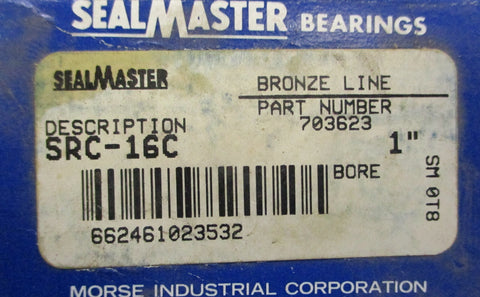 SEALMASTER BEARINGS
SEALMASTER
BRONZE LINE
PART NUMBER
703623
DESCRIPTION
SRC-16C
1"
BORE
SM 0T8
662461023532
MORSE INDUSTRIAL CORPORATION